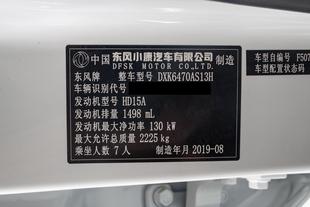 中国 东风小康汽车有限公司 制造
DFSK MOTOR CO.,LTD.
东风牌 整车型号 DXK6470AS13H
车辆识别代号
发动机型号 HD15A
发动机排量 1498 mL
发动机最大净功率 130 kW
最大允许总质量 2225 kg
乘坐人数 7 人 制造年月 2019-08
车型自编号 F507
车型配置状态码